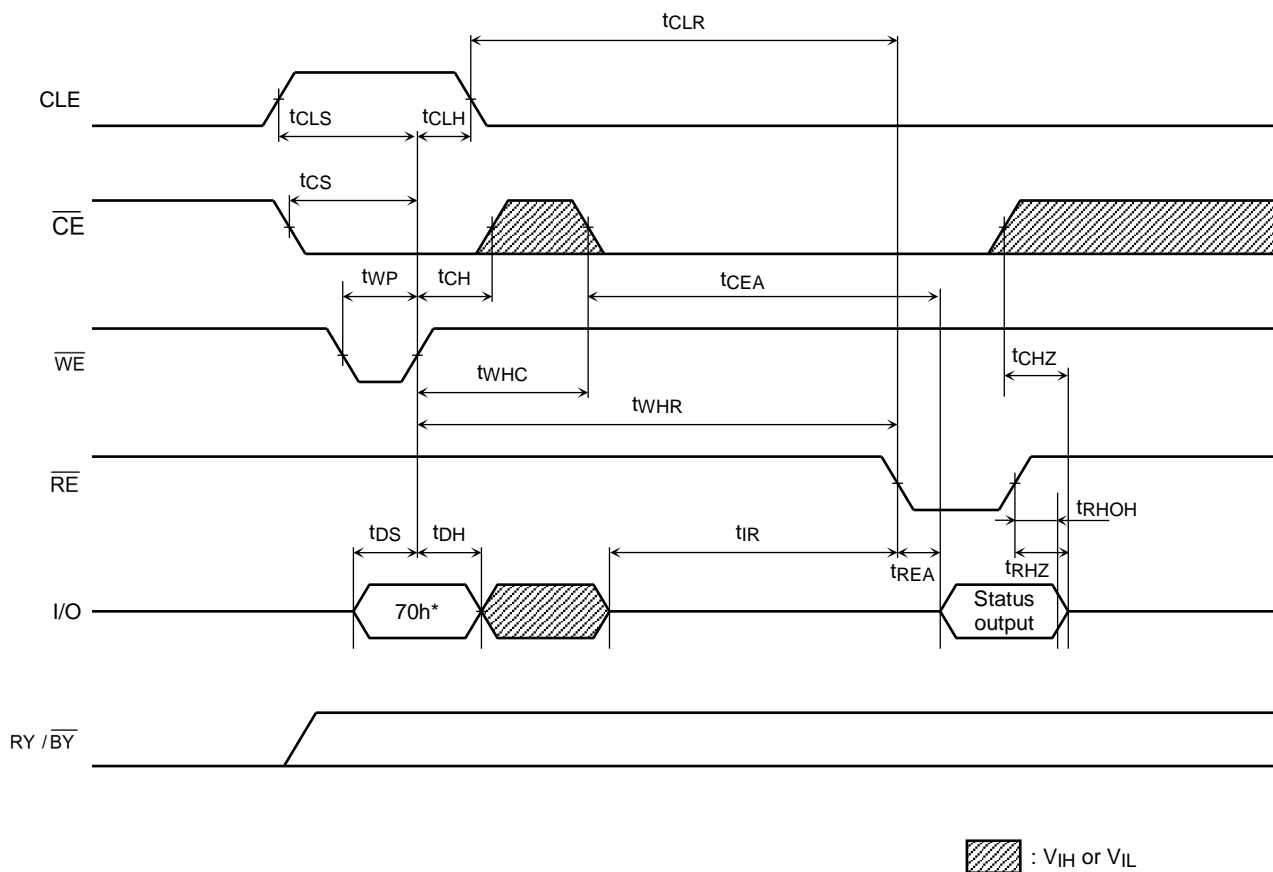 tCLR
CLE
tCLS
tCLH
tCS
CE
tWP
tCH
tCEA
WE
tCHZ
tWHC
tWHR
RE
tRHOH
tDS
tDH
tIR
tREA
tRHZ
I/O
70h*
Status
output
RY / BY
: VIH or VIL